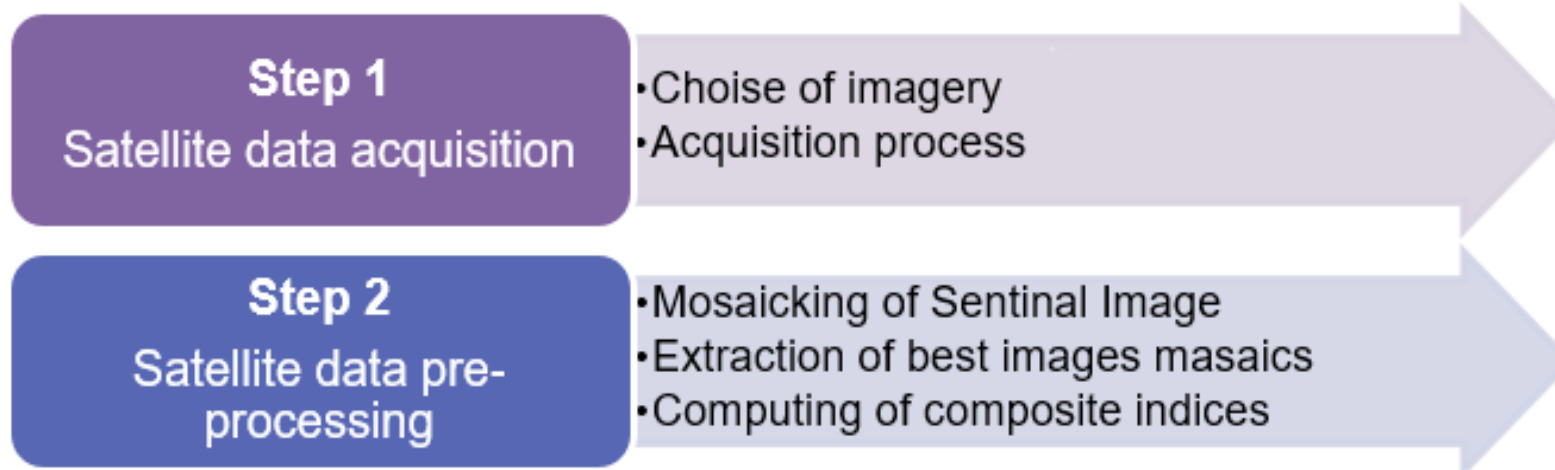 Step 1
Satellite data acquisition
•Choise of imagery
•Acquisition process
Step 2
Satellite data pre-
processing
•Mosaicking of Sentinal Image
•Extraction of best images masaics
•Computing of composite indices